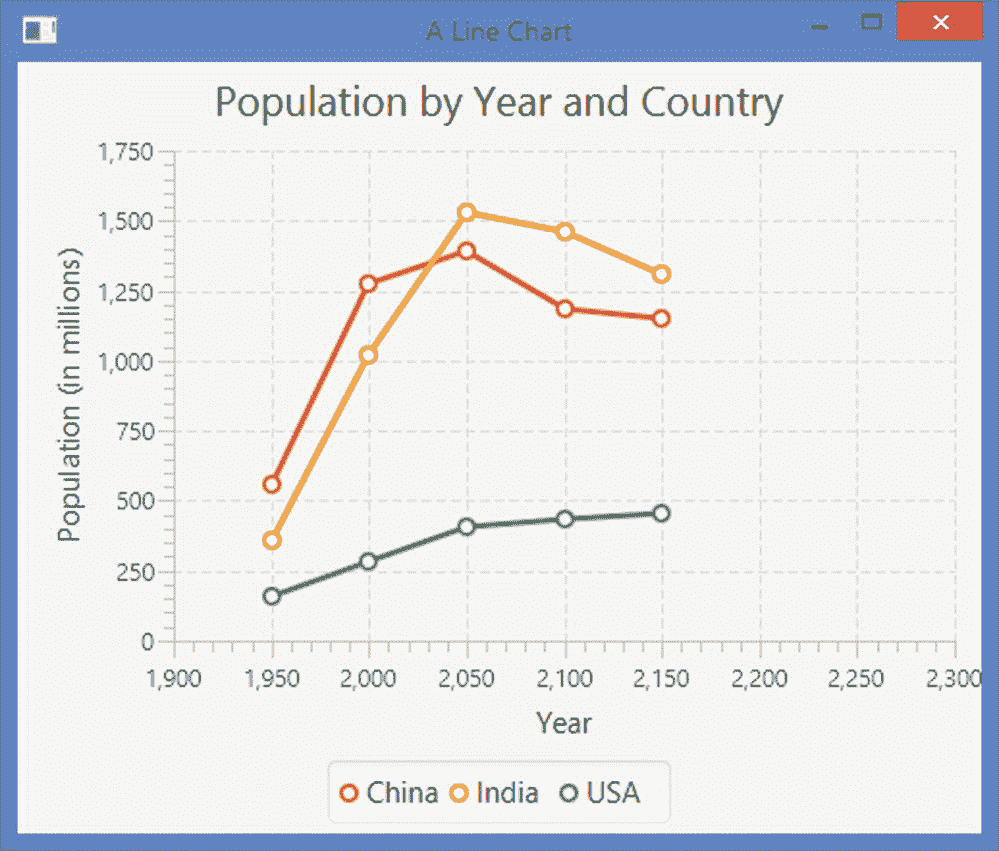 A Line Chart
Population by Year and Country
Population (in millions)
1,750
1,500
1,250
1,000
750
500
250
0
1,900 1,950 2,000 2,050 2,100 2,150 2,200 2,250 2,300
Year
China India USA